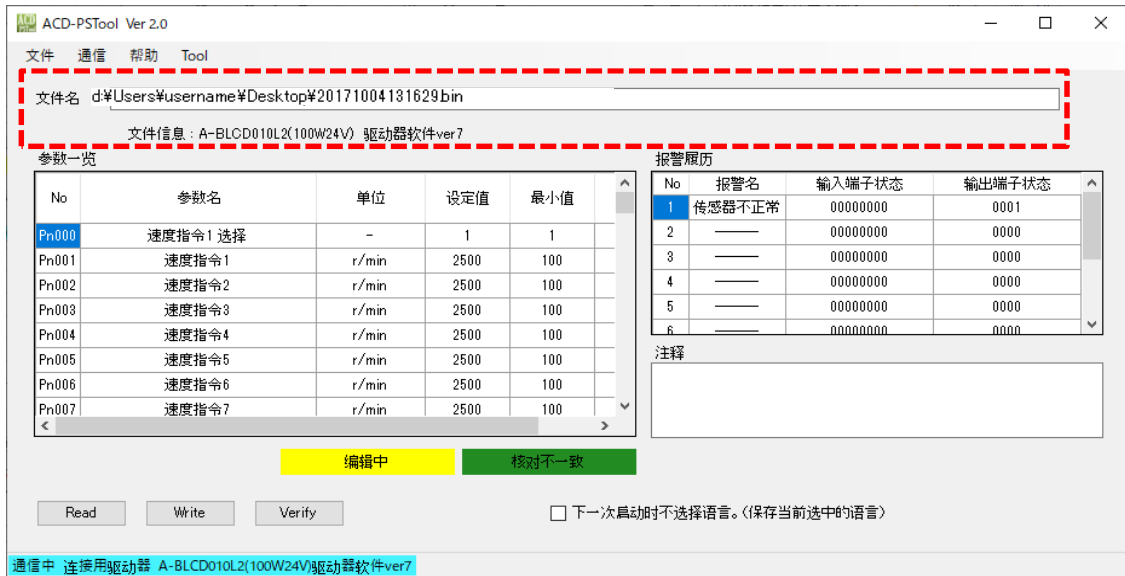 ACD-PSTool Ver 2.0
文件 通信 帮助 Tool
文件名 d:¥Users¥username¥Desktop¥20171004131629.bin
文件信息：A-BLCD010L2(100W24V) 驱动器软件ver7
参数一览
No 参数名 单位 设定值 最小值
Pn000 速度指令1 选择 - 1 1
Pn001 速度指令1 r/min 2500 100
Pn002 速度指令2 r/min 2500 100
Pn003 速度指令3 r/min 2500 100
Pn004 速度指令4 r/min 2500 100
Pn005 速度指令5 r/min 2500 100
Pn006 速度指令6 r/min 2500 100
Pn007 速度指令7 r/min 2500 100
报警履历
No 报警名 输入端子状态 输出端子状态
1 传感器不正常 00000000 0001
2 ——— 00000000 0000
3 ——— 00000000 0000
4 ——— 00000000 0000
5 ——— 00000000 0000
6 ——— 00000000 0000
注释
编辑中 核对不一致
Read Write Verify
下一次启动时不选择语言。(保存当前选中的语言)
通信中 连接用驱动器 A-BLCD010L2(100W24V)驱动器软件ver7